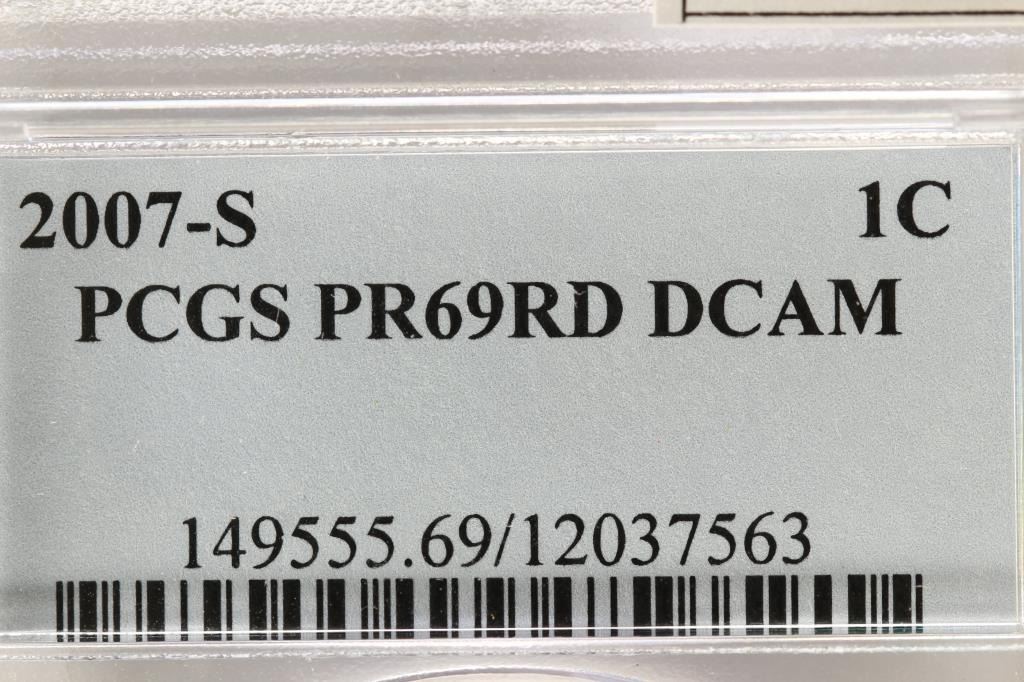 2007-S 1C
PCGS PR69RD DCAM
149555.69/12037563